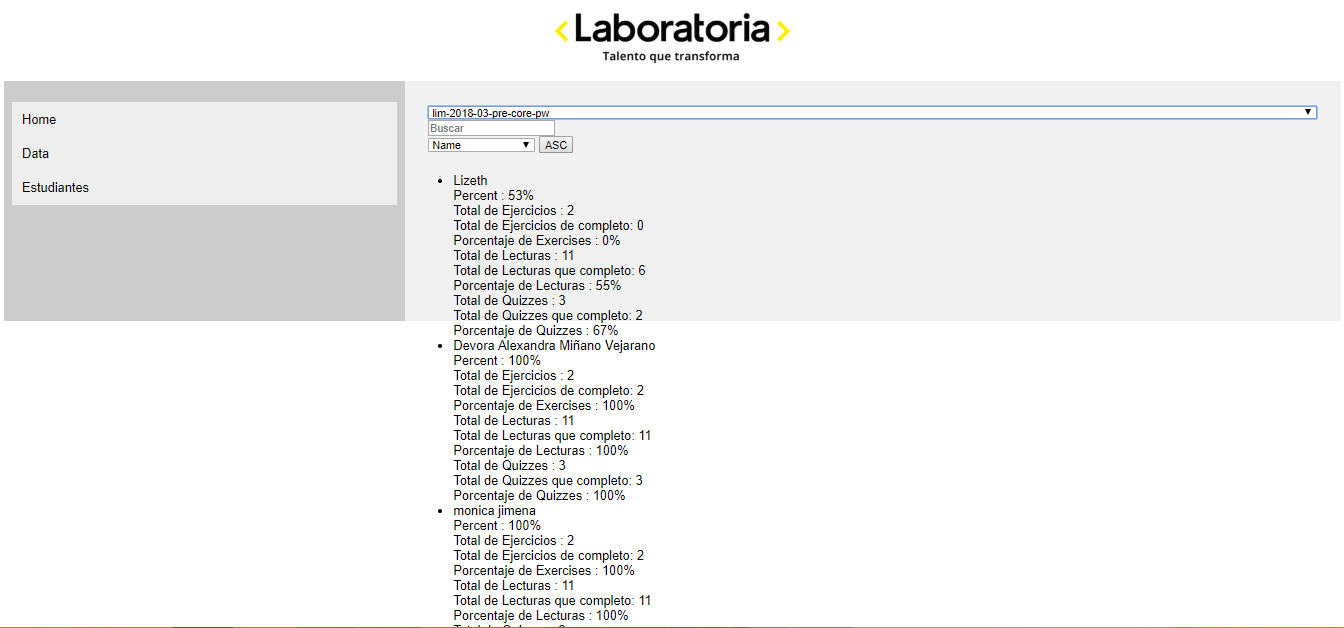 <Laboratoria>
Talento que transforma
Home
Data
Estudiantes
lim-2018-03-pre-core-pw
Buscar
Name
ASC
Lizeth
Percent : 53%
Total de Ejercicios : 2
Total de Ejercicios de completo: 0
Porcentaje de Exercises : 0%
Total de Lecturas : 11
Total de Lecturas que completo: 6
Porcentaje de Lecturas : 55%
Total de Quizzes : 3
Total de Quizzes que completo: 2
Porcentaje de Quizzes : 67%
Devora Alexandra Miñano Vejarano
Percent : 100%
Total de Ejercicios : 2
Total de Ejercicios de completo: 2
Porcentaje de Exercises : 100%
Total de Lecturas : 11
Total de Lecturas que completo: 11
Porcentaje de Lecturas : 100%
Total de Quizzes : 3
Total de Quizzes que completo: 3
Porcentaje de Quizzes : 100%
monica jimena
Percent : 100%
Total de Ejercicios : 2
Total de Ejercicios de completo: 2
Porcentaje de Exercises : 100%
Total de Lecturas : 11
Total de Lecturas que completo: 11
Porcentaje de Lecturas : 100%